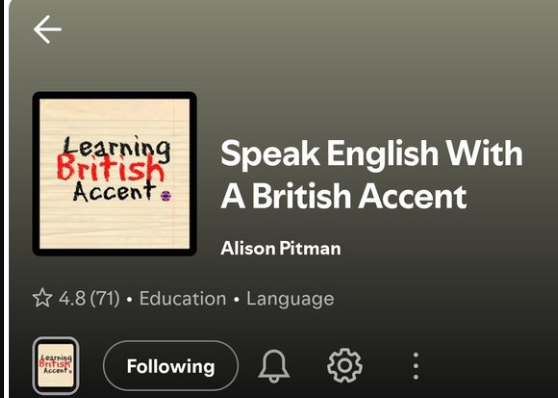 Learning
British
Accent.
Speak English With
A British Accent
Alison Pitman
4.8 (71) • Education • Language
Learning
British
Accent.
Following